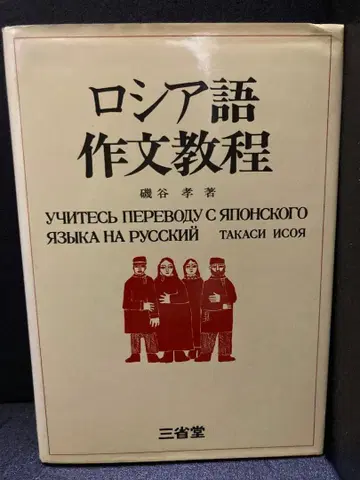 ロシア語
作文教程
磯谷 孝 著
УЧИТЕСЬ ПЕРЕВОДУ С ЯПОНСКОГО
ЯЗЫКА НА РУССКИЙ ТАКАСИ ИСОЯ
三省堂